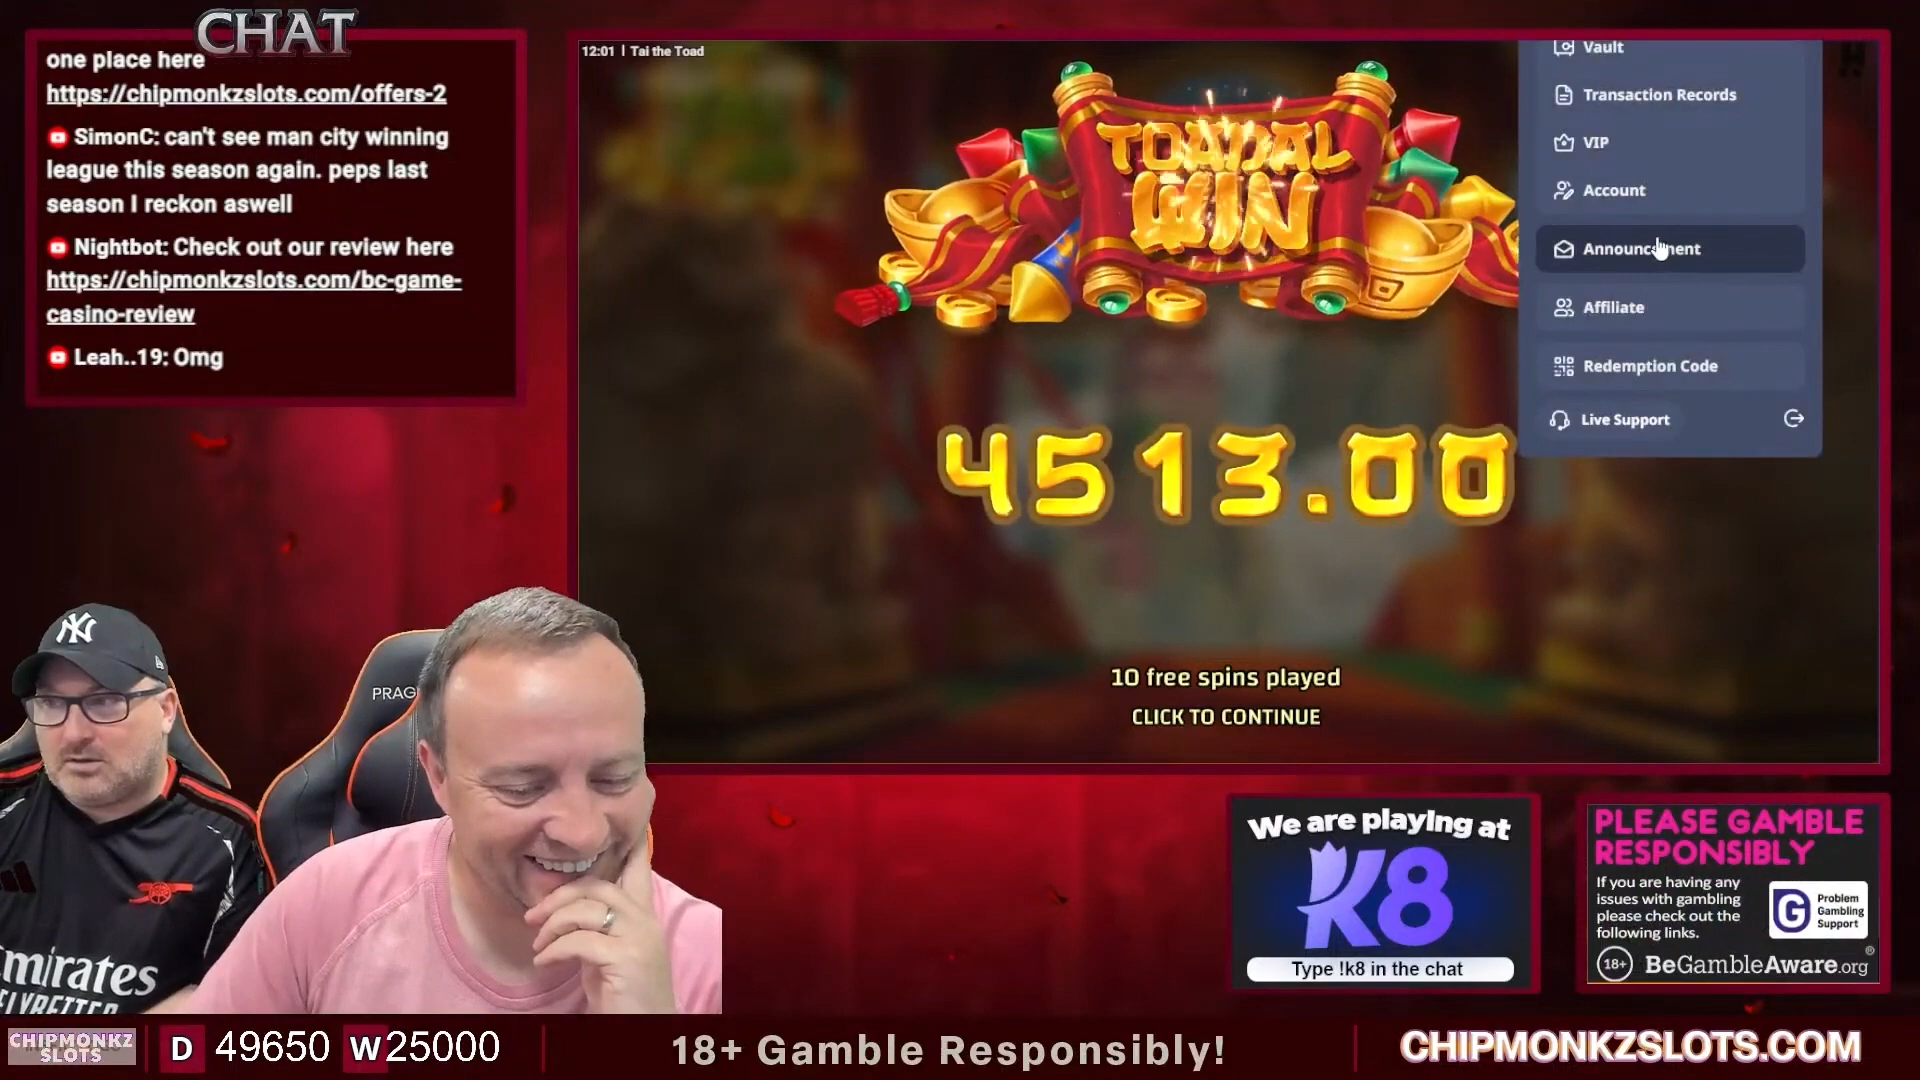 CHAT
one place here
https://chipmonkzslots.com/offers-2
SimonC: can't see man city winning
league this season again. peps last
season I reckon aswell
Nightbot: Check out our review here
https://chipmonkzslots.com/bc-game-
casino-review
Leah..19: Omg
12:01 | Tai the Toad
TOADAL
WIN
4513.00
10 free spins played
CLICK TO CONTINUE
Vault
Transaction Records
VIP
Account
Announcement
Affiliate
Redemption Code
Live Support
NY
PRAG
mirates
We are playing at
K8
Type !k8 in the chat
PLEASE GAMBLE
RESPONSIBLY
If you are having any
issues with gambling
please check out the
following links.
G
Problem
Gambling
Support
18+
BeGambleAware.org®
CHIPMONKZ
SLOTS
D 49650 W 25000
18+ Gamble Responsibly!
CHIPMONKZSLOTS.COM